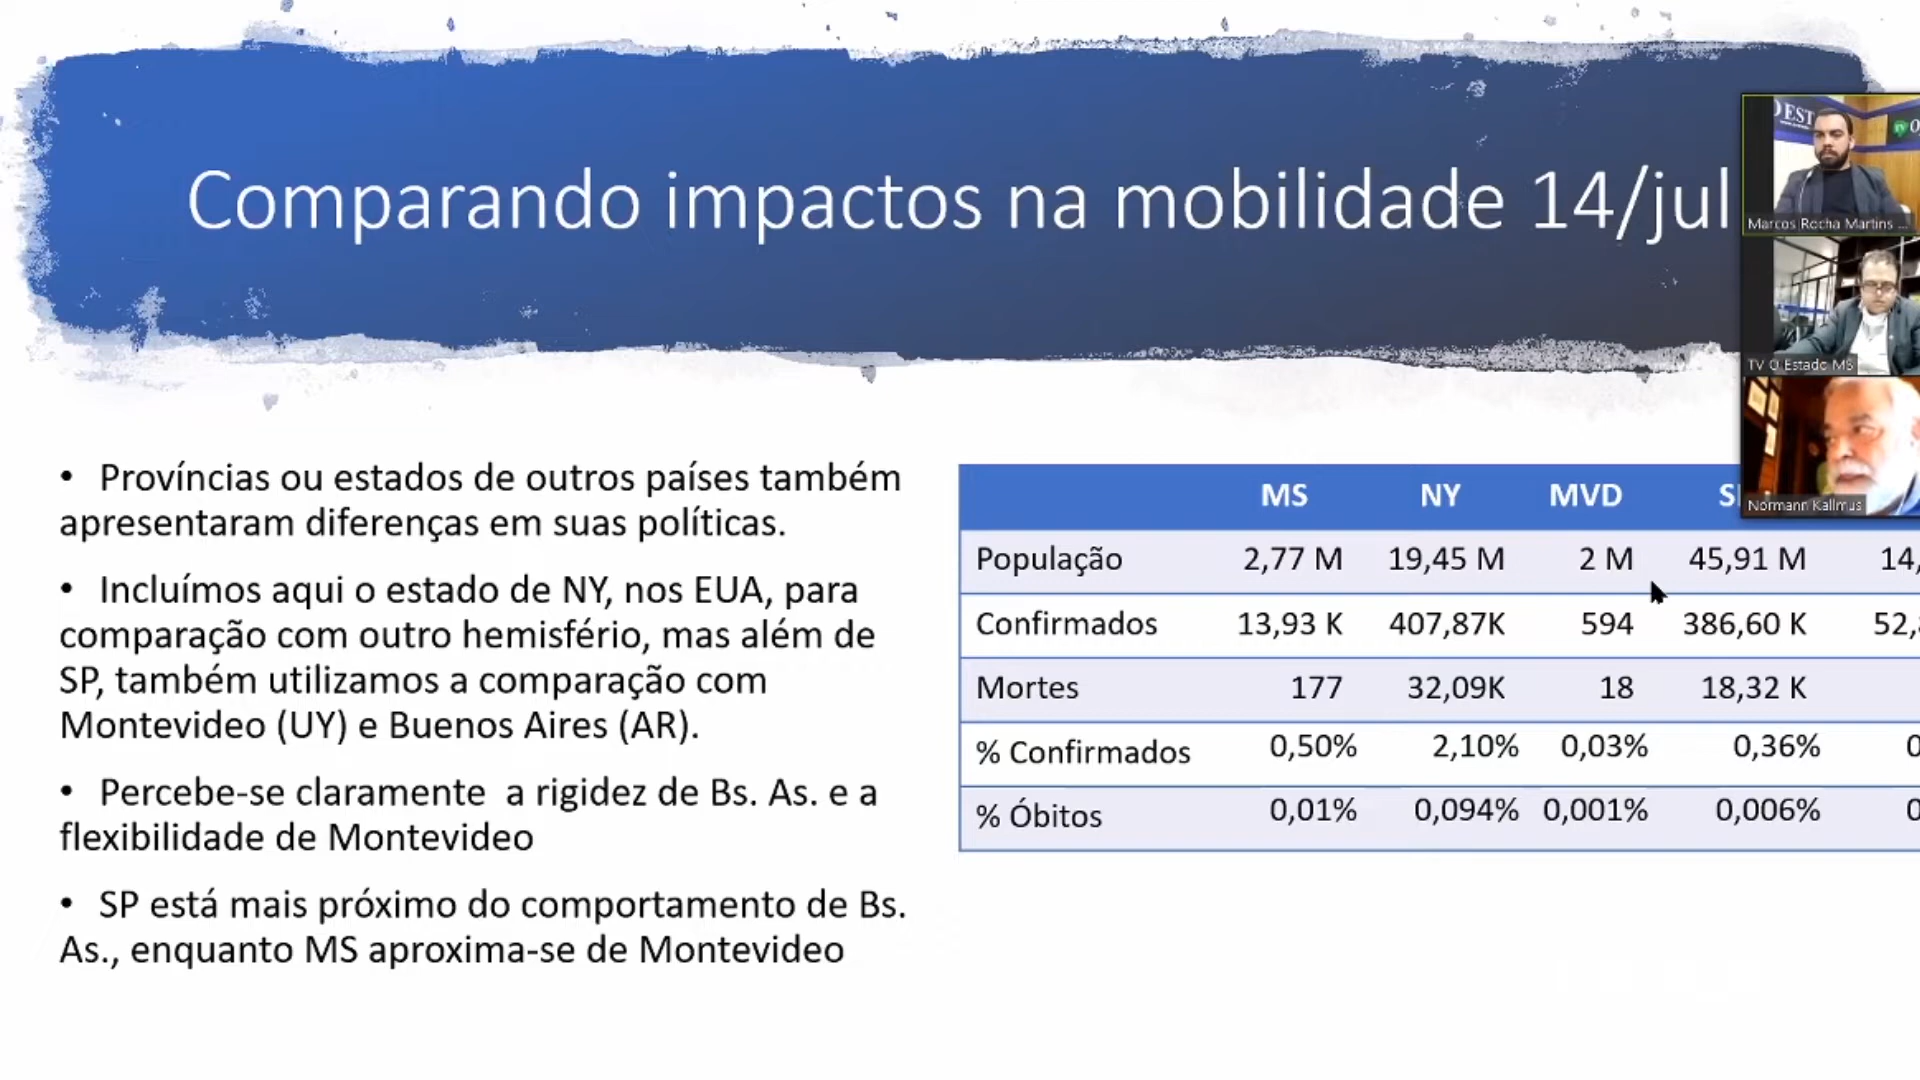 Comparando impactos na mobilidade 14/jul
• Províncias ou estados de outros países também
apresentaram diferenças em suas políticas.
• Incluímos aqui o estado de NY, nos EUA, para
comparação com outro hemisfério, mas além de
SP, também utilizamos a comparação com
Montevideo (UY) e Buenos Aires (AR).
• Percebe-se claramente a rigidez de Bs. As. e a
flexibilidade de Montevideo
• SP está mais próximo do comportamento de Bs.
As., enquanto MS aproxima-se de Montevideo
MS NY MVD
População 2,77 M 19,45 M 2 M 45,91 M 14,
Confirmados 13,93 K 407,87K 594 386,60 K 52,
Mortes 177 32,09K 18 18,32 K
% Confirmados 0,50% 2,10% 0,03% 0,36% 0
% Óbitos 0,01% 0,094% 0,001% 0,006% 0
EST
Marcos Rocha Martins ...
TV O Estado MS
Normann Kallmus